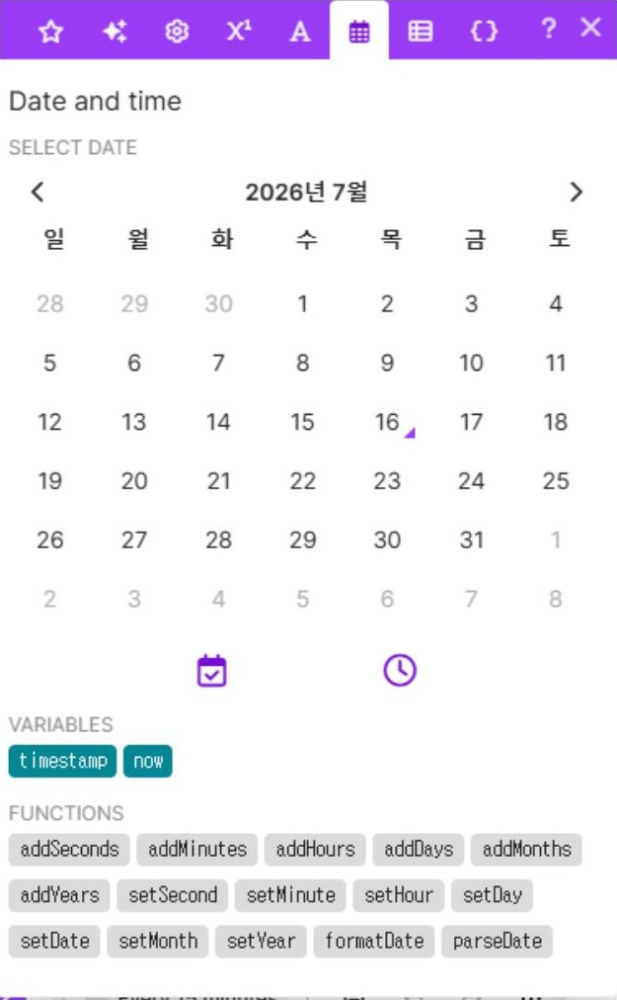 X¹ A ? 
Date and time
SELECT DATE
2026년 7월
일 월 화 수 목 금 토
28 29 30 1 2 3 4
5 6 7 8 9 10 11
12 13 14 15 16 17 18
19 20 21 22 23 24 25
26 27 28 29 30 31 1
2 3 4 5 6 7 8
VARIABLES
timestamp now
FUNCTIONS
addSeconds addMinutes addHours addDays addMonths
addYears setSecond setMinute setHour setDay
setDate setMonth setYear formatDate parseDate